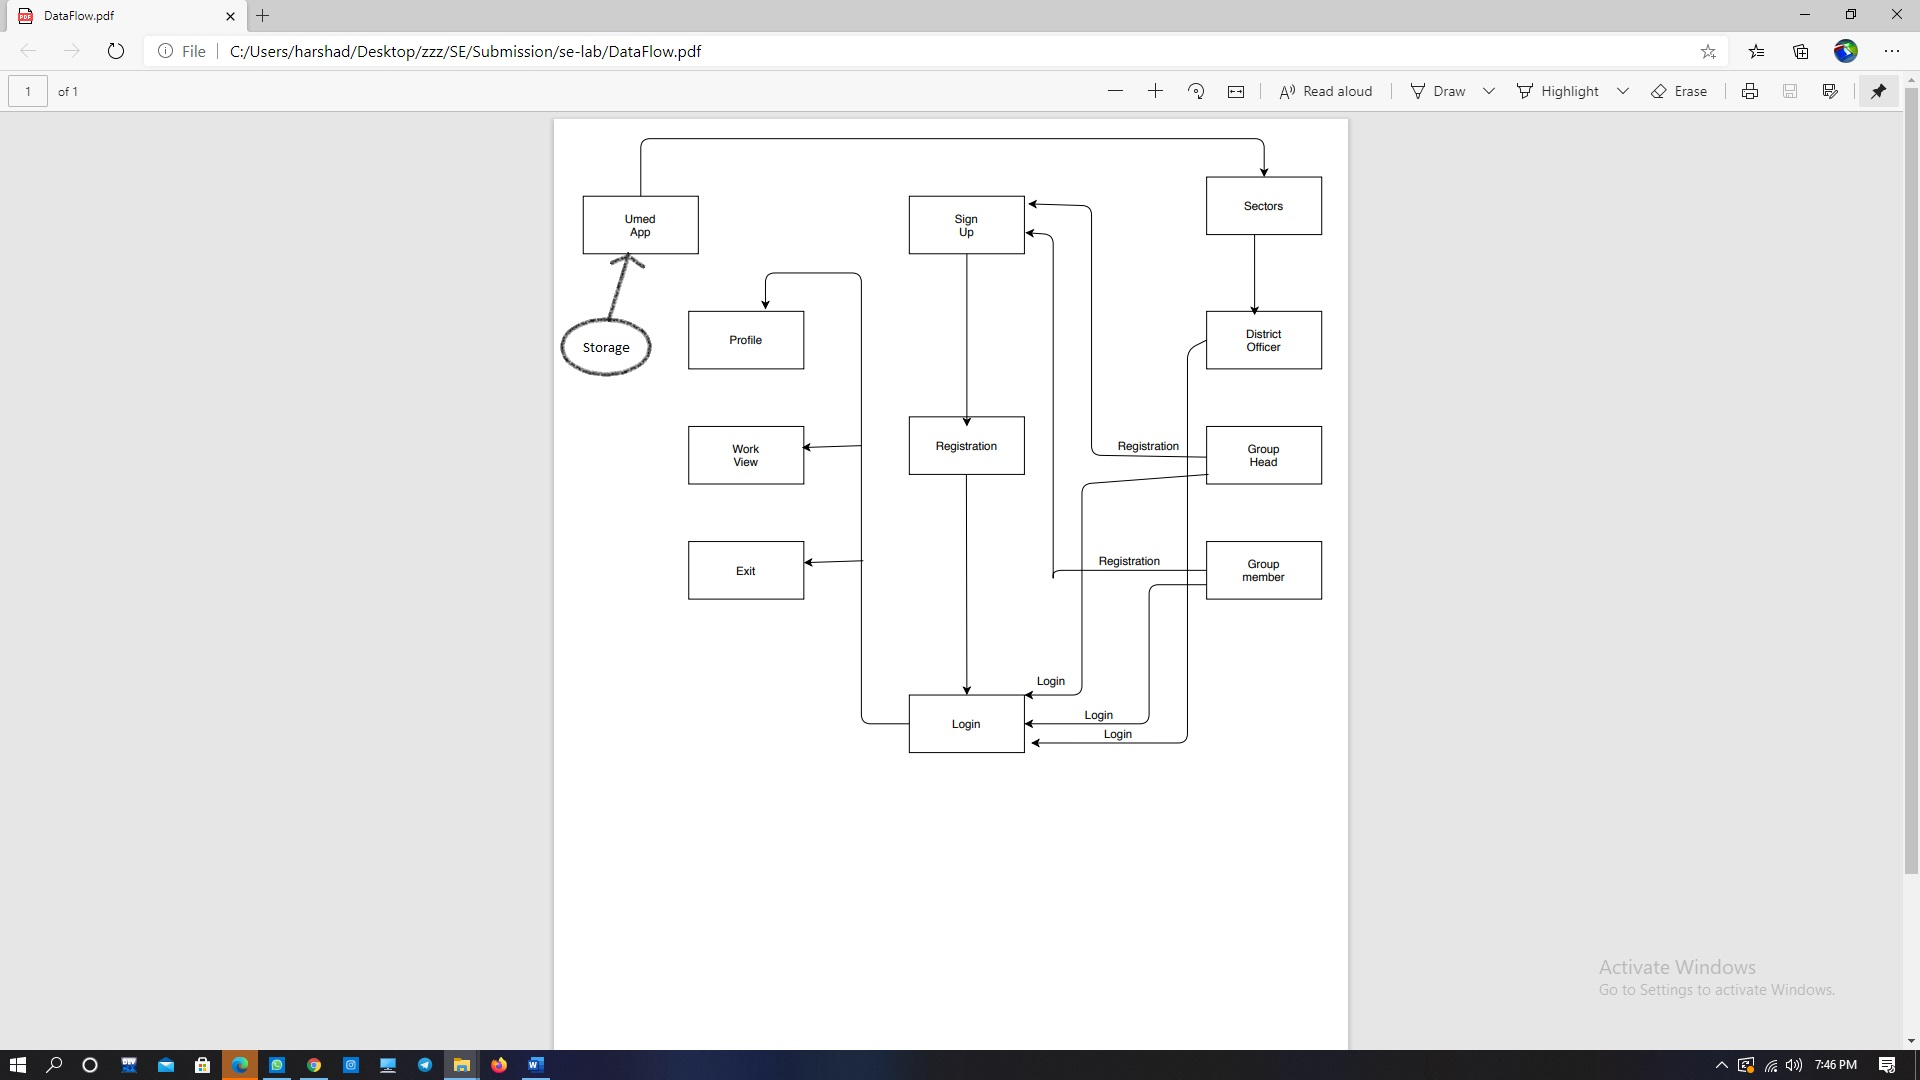 DataFlow.pdf
File
C:/Users/harshad/Desktop/zzz/SE/Submission/se-lab/DataFlow.pdf
1
of 1
Read aloud
Draw
Highlight
Erase
Umed
App
Sign
Up
Sectors
Storage
Profile
District
Officer
Work
View
Registration
Registration
Group
Head
Exit
Registration
Group
member
Login
Login
Login
Login
Activate Windows
Go to Settings to activate Windows.
7:46 PM